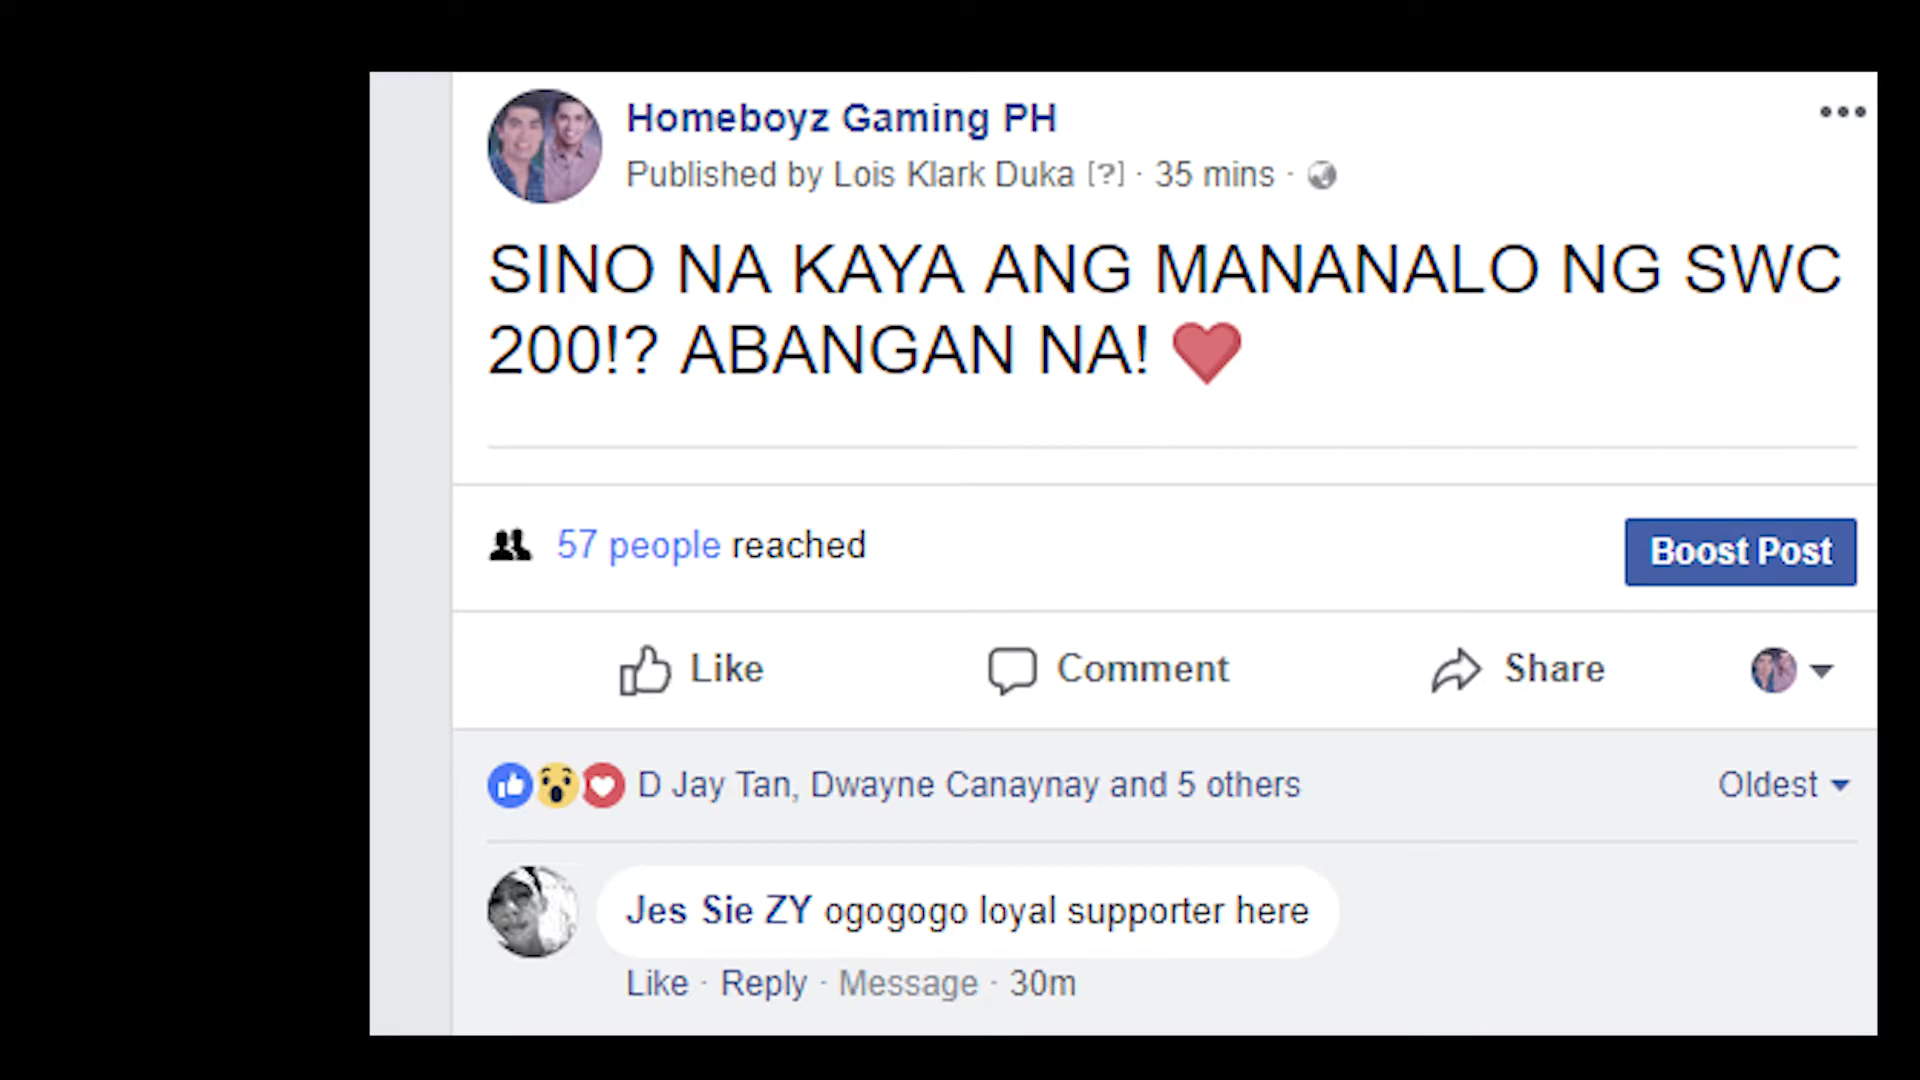 Homeboyz Gaming PH
Published by Lois Klark Duka [?] · 35 mins ·
SINO NA KAYA ANG MANANALO NG SWC
200!? ABANGAN NA! ❤
57 people reached
Boost Post
Like Comment Share
D Jay Tan, Dwayne Canaynay and 5 others
Oldest
Jes Sie ZY ogogogo loyal supporter here
Like · Reply · Message · 30m